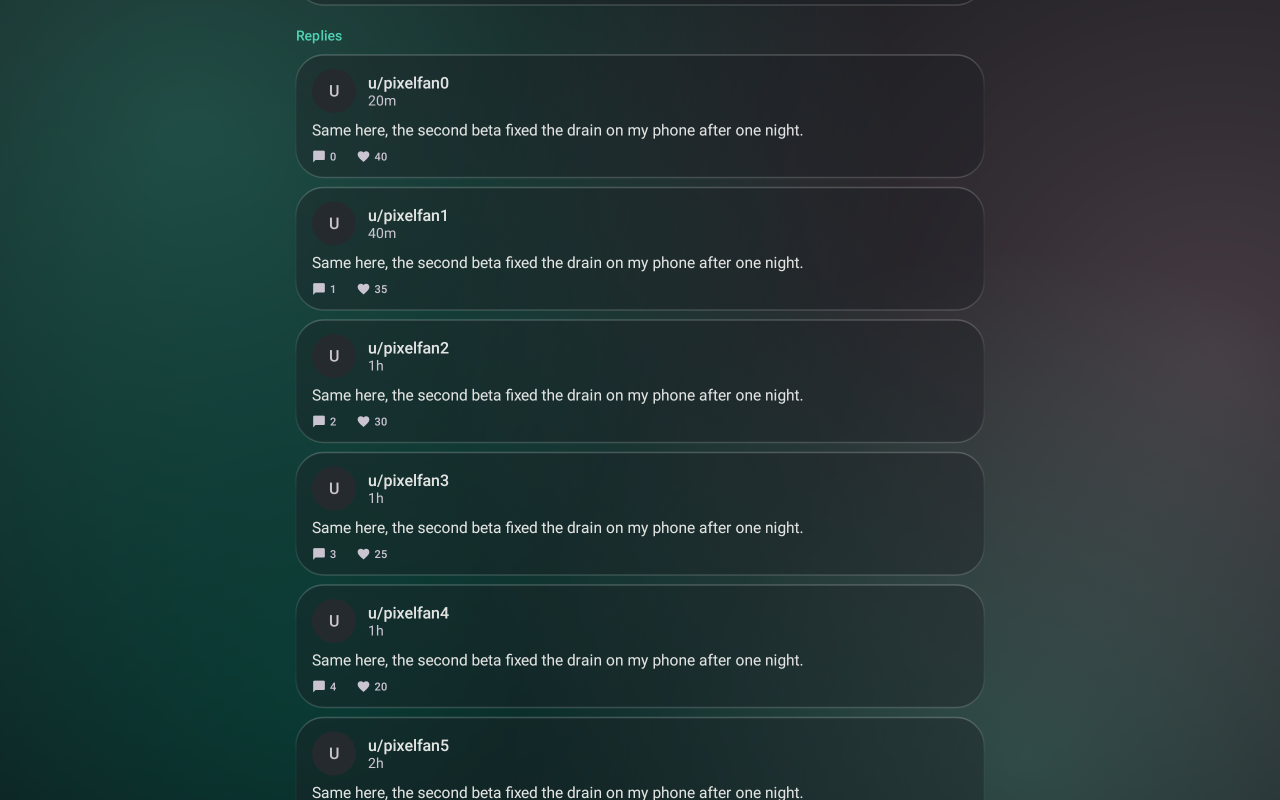 Replies
U
u/pixelfan0
20m
Same here, the second beta fixed the drain on my phone after one night.
0 40
U
u/pixelfan1
40m
Same here, the second beta fixed the drain on my phone after one night.
1 35
U
u/pixelfan2
1h
Same here, the second beta fixed the drain on my phone after one night.
2 30
U
u/pixelfan3
1h
Same here, the second beta fixed the drain on my phone after one night.
3 25
U
u/pixelfan4
1h
Same here, the second beta fixed the drain on my phone after one night.
4 20
U
u/pixelfan5
2h
Same here, the second beta fixed the drain on my phone after one night.